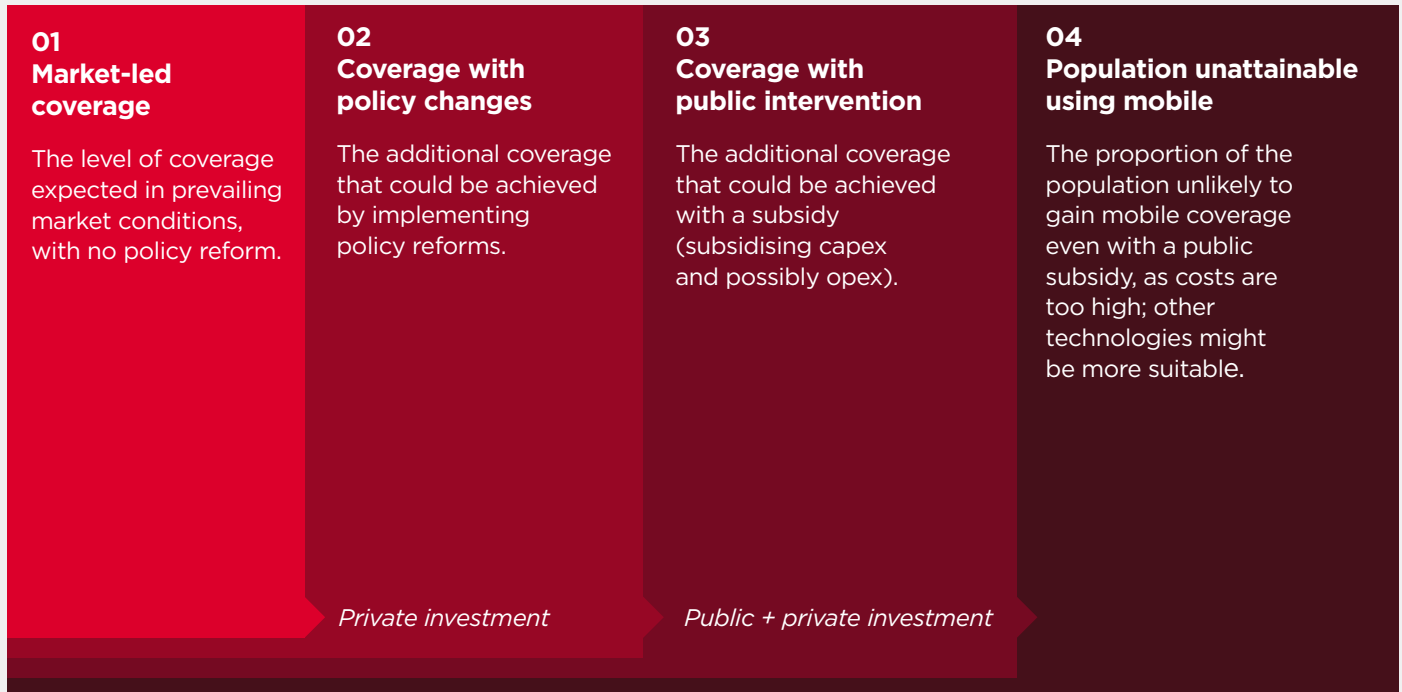 01
Market-led
coverage
The level of coverage
expected in prevailing
market conditions,
with no policy reform.
02
Coverage with
policy changes
The additional coverage
that could be achieved
by implementing
policy reforms.
Private investment
03
Coverage with
public intervention
The additional coverage
that could be achieved
with a subsidy
(subsidising capex
and possibly opex).
Public + private investment
04
Population unattainable
using mobile
The proportion of the
population unlikely to
gain mobile coverage
even with a public
subsidy, as costs are
too high; other
technologies might
be more suitable.